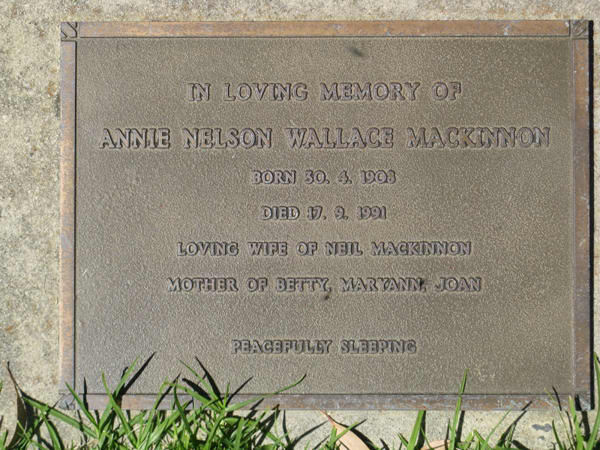 IN LOVING MEMORY OF
ANNIE NELSON WALLACE MACKINNON
BORN 30. 4. 1908
DIED 17. 9. 1991
LOVING WIFE OF NEIL MACKINNON
MOTHER OF BETTY, MARYANN, JOAN
PEACEFULLY SLEEPING